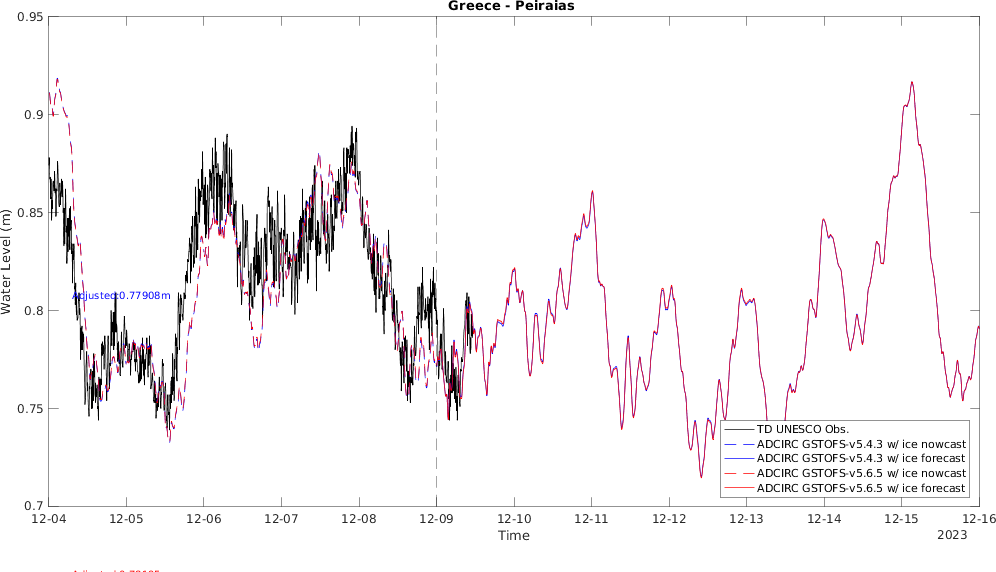 Greece - Peiraias
0.95
0.9
0.85
0.8
0.75
0.7
Water Level (m)
Adjusted:0.77908m
TD UNESCO Obs.
ADCIRC GSTOFS-v5.4.3 w/ ice nowcast
ADCIRC GSTOFS-v5.4.3 w/ ice forecast
ADCIRC GSTOFS-v5.6.5 w/ ice nowcast
ADCIRC GSTOFS-v5.6.5 w/ ice forecast
12-04 12-05 12-06 12-07 12-08 12-09 12-10 12-11 12-12 12-13 12-14 12-15 12-16
Time
2023